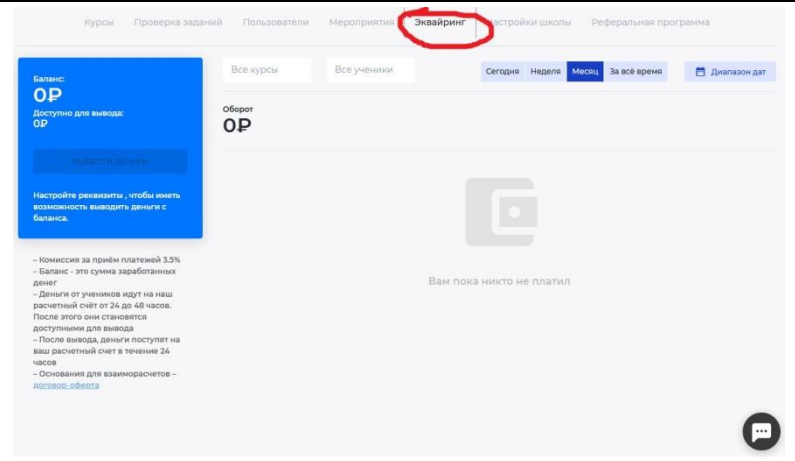 Курсы Проверка заданий Пользователи Мероприятия Эквайринг Настройки школы Реферальная программа
Баланс:
0₽
Доступно для вывода:
0₽
ВЫВЕСТИ ДЕНЬГИ
Настройте реквизиты , чтобы иметь
возможность выводить деньги с
баланса.
– Комиссия за приём платежей 3.5%
– Баланс - это сумма заработанных
денег
– Деньги от учеников идут на наш
расчетный счёт от 24 до 48 часов.
После этого они становятся
доступными для вывода
– После вывода, деньги поступят на
ваш расчетный счет в течение 24
часов
– Основания для взаиморасчетов –
договор-оферта
Все курсы Все ученики Сегодня Неделя Месяц За всё время Диапазон дат
Оборот
0₽
Вам пока никто не платил